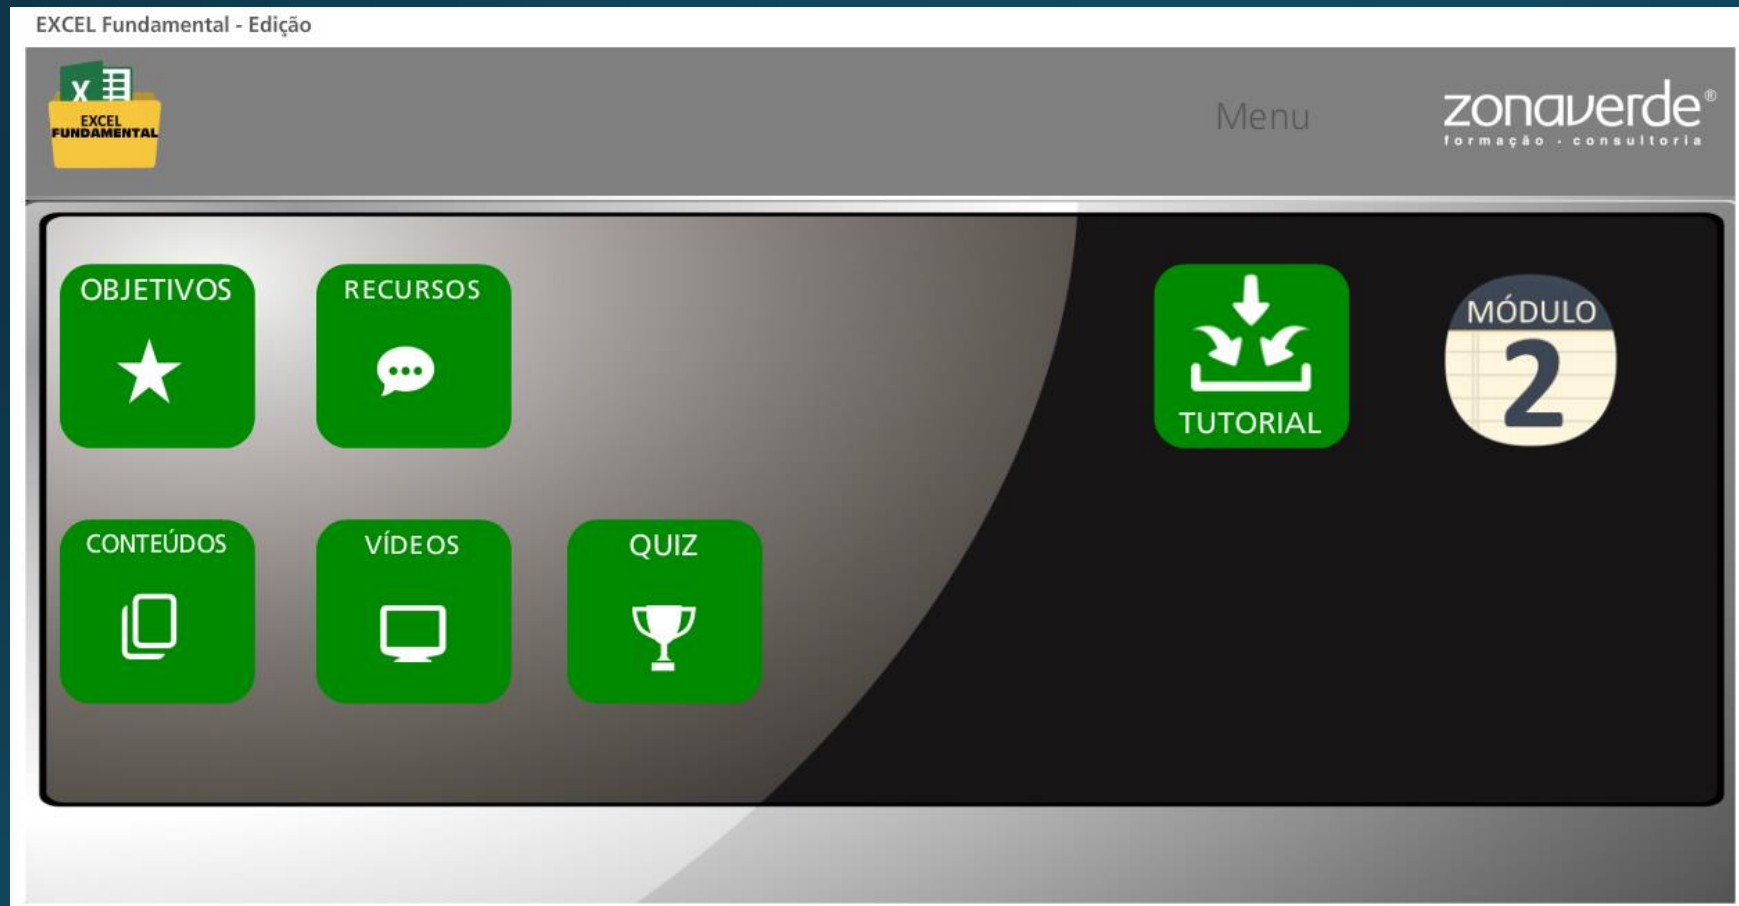 EXCEL Fundamental - Edição
X
EXCEL
FUNDAMENTAL
Menu
zonaverde®
formação · consultoria
OBJETIVOS
RECURSOS
TUTORIAL
MÓDULO
2
CONTEÚDOS
VÍDEOS
QUIZ